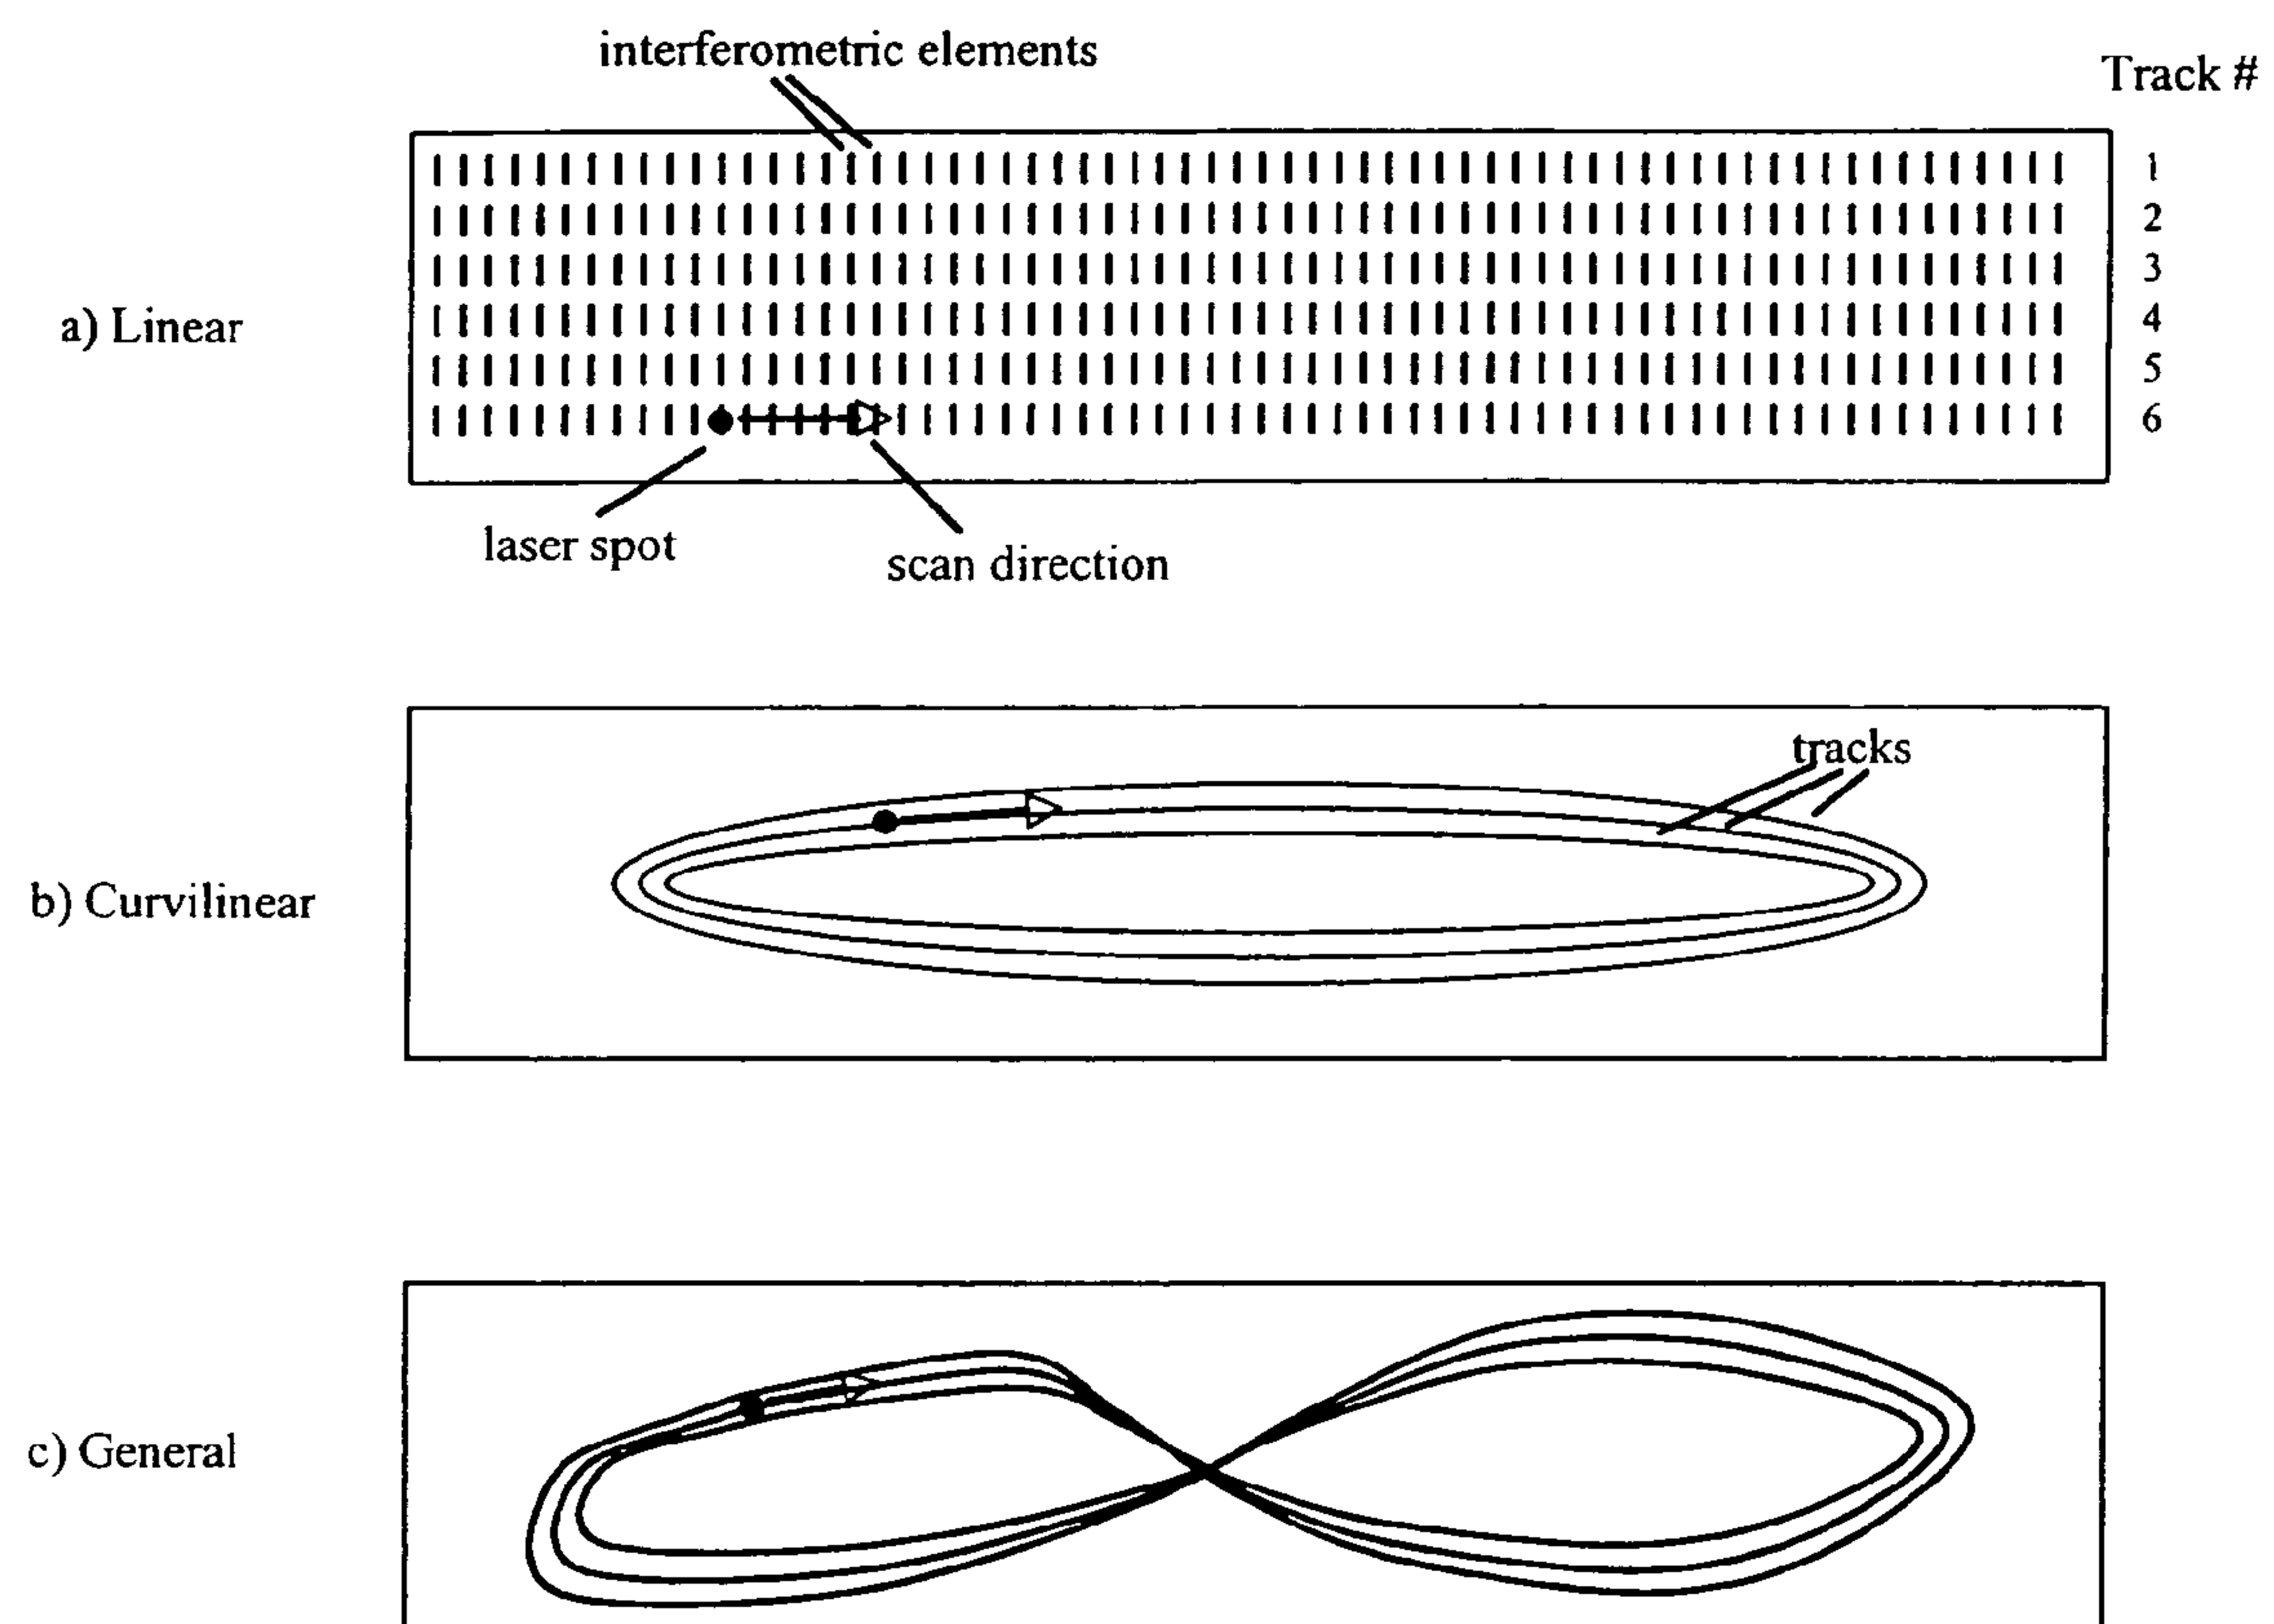 interferometric elements
Track #
1
2
3
4
5
6
a) Linear
laser spot
scan direction
tracks
b) Curvilinear
c) General